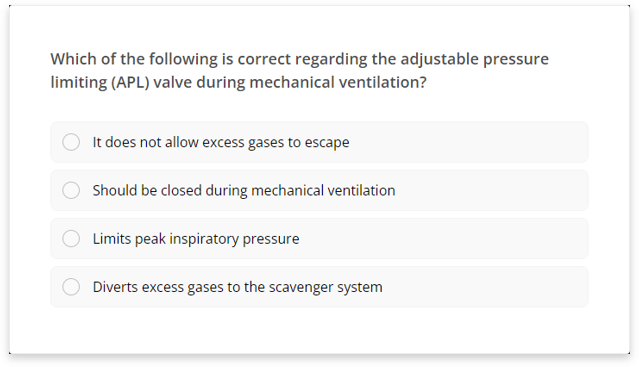 Which of the following is correct regarding the adjustable pressure
limiting (APL) valve during mechanical ventilation?
It does not allow excess gases to escape
Should be closed during mechanical ventilation
Limits peak inspiratory pressure
Diverts excess gases to the scavenger system